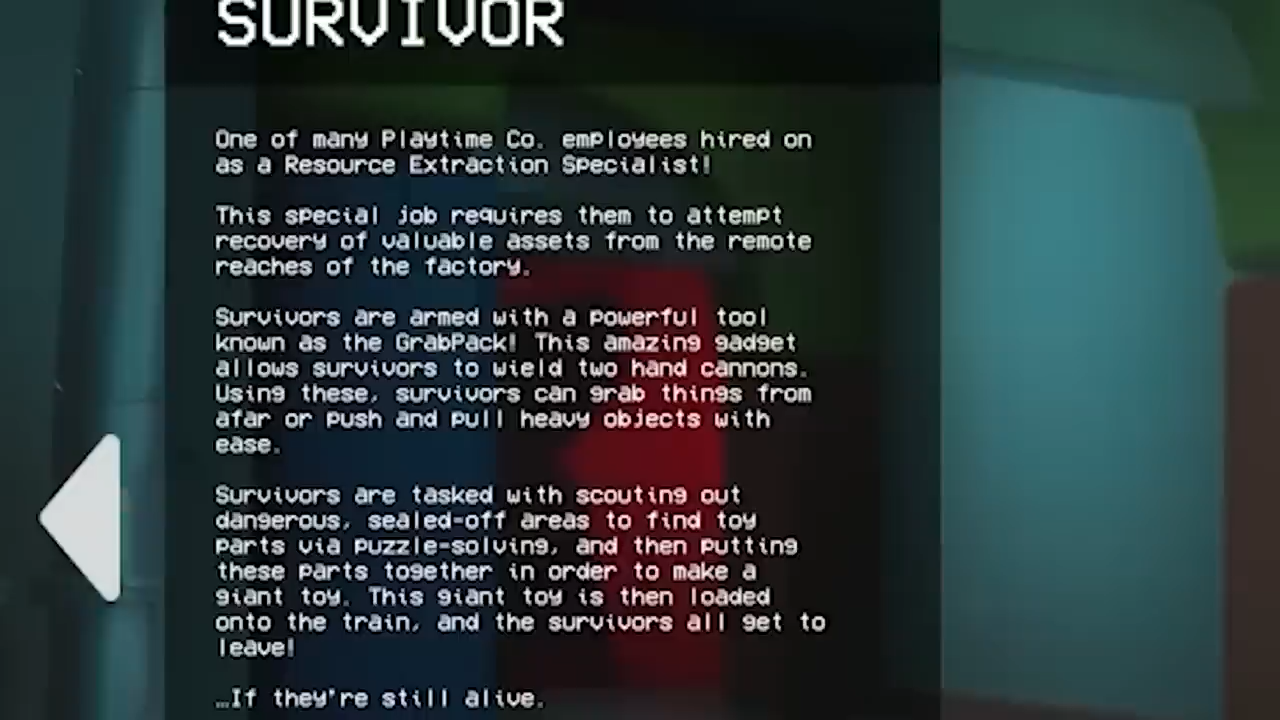 SURVIVOR
One of many Playtime Co. employees hired on
as a Resource Extraction Specialist!
This special job requires them to attempt
recovery of valuable assets from the remote
reaches of the factory.
Survivors are armed with a powerful tool
known as the GrabPack! This amazing gadget
allows survivors to wield two hand cannons.
Using these, survivors can grab things from
afar or push and pull heavy objects with
ease.
Survivors are tasked with scouting out
dangerous, sealed-off areas to find toy
parts via puzzle-solving, and then putting
these parts together in order to make a
giant toy. This giant toy is then loaded
onto the train, and the survivors all get to
leave!
…If they're still alive.